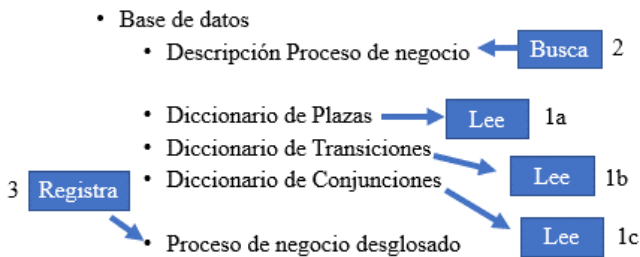 • Base de datos
• Descripción Proceso de negocio Busca 2
• Diccionario de Plazas Lee 1a
• Diccionario de Transiciones
Lee 1b
• Diccionario de Conjunciones
3 Registra
Lee 1c
• Proceso de negocio desglosado